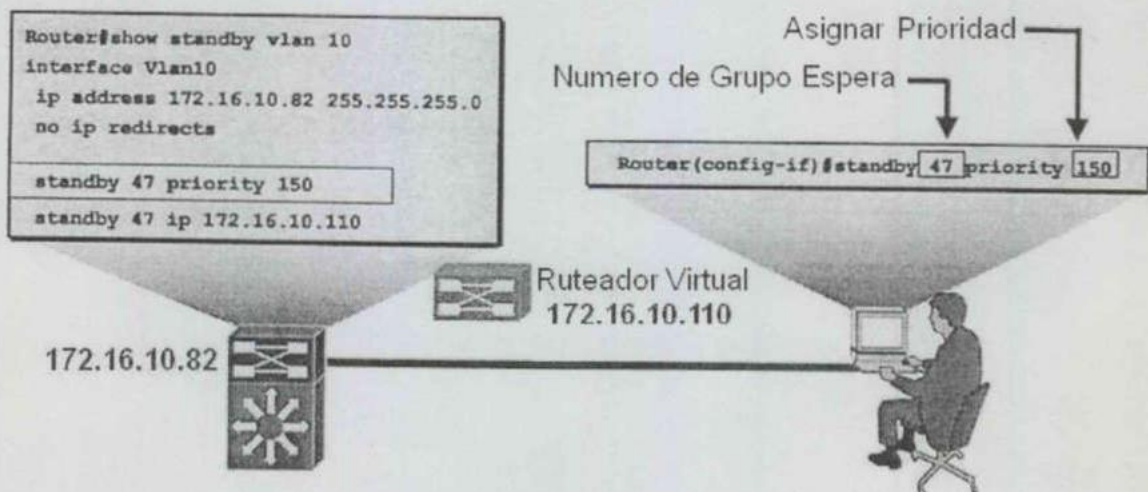 Router#show standby vlan 10
interface Vlan10
ip address 172.16.10.82 255.255.255.0
no ip redirects
standby 47 priority 150
standby 47 ip 172.16.10.110
Asignar Prioridad
Numero de Grupo Espera
Router(config-if)#standby 47 priority 150
Ruteador Virtual
172.16.10.110
172.16.10.82